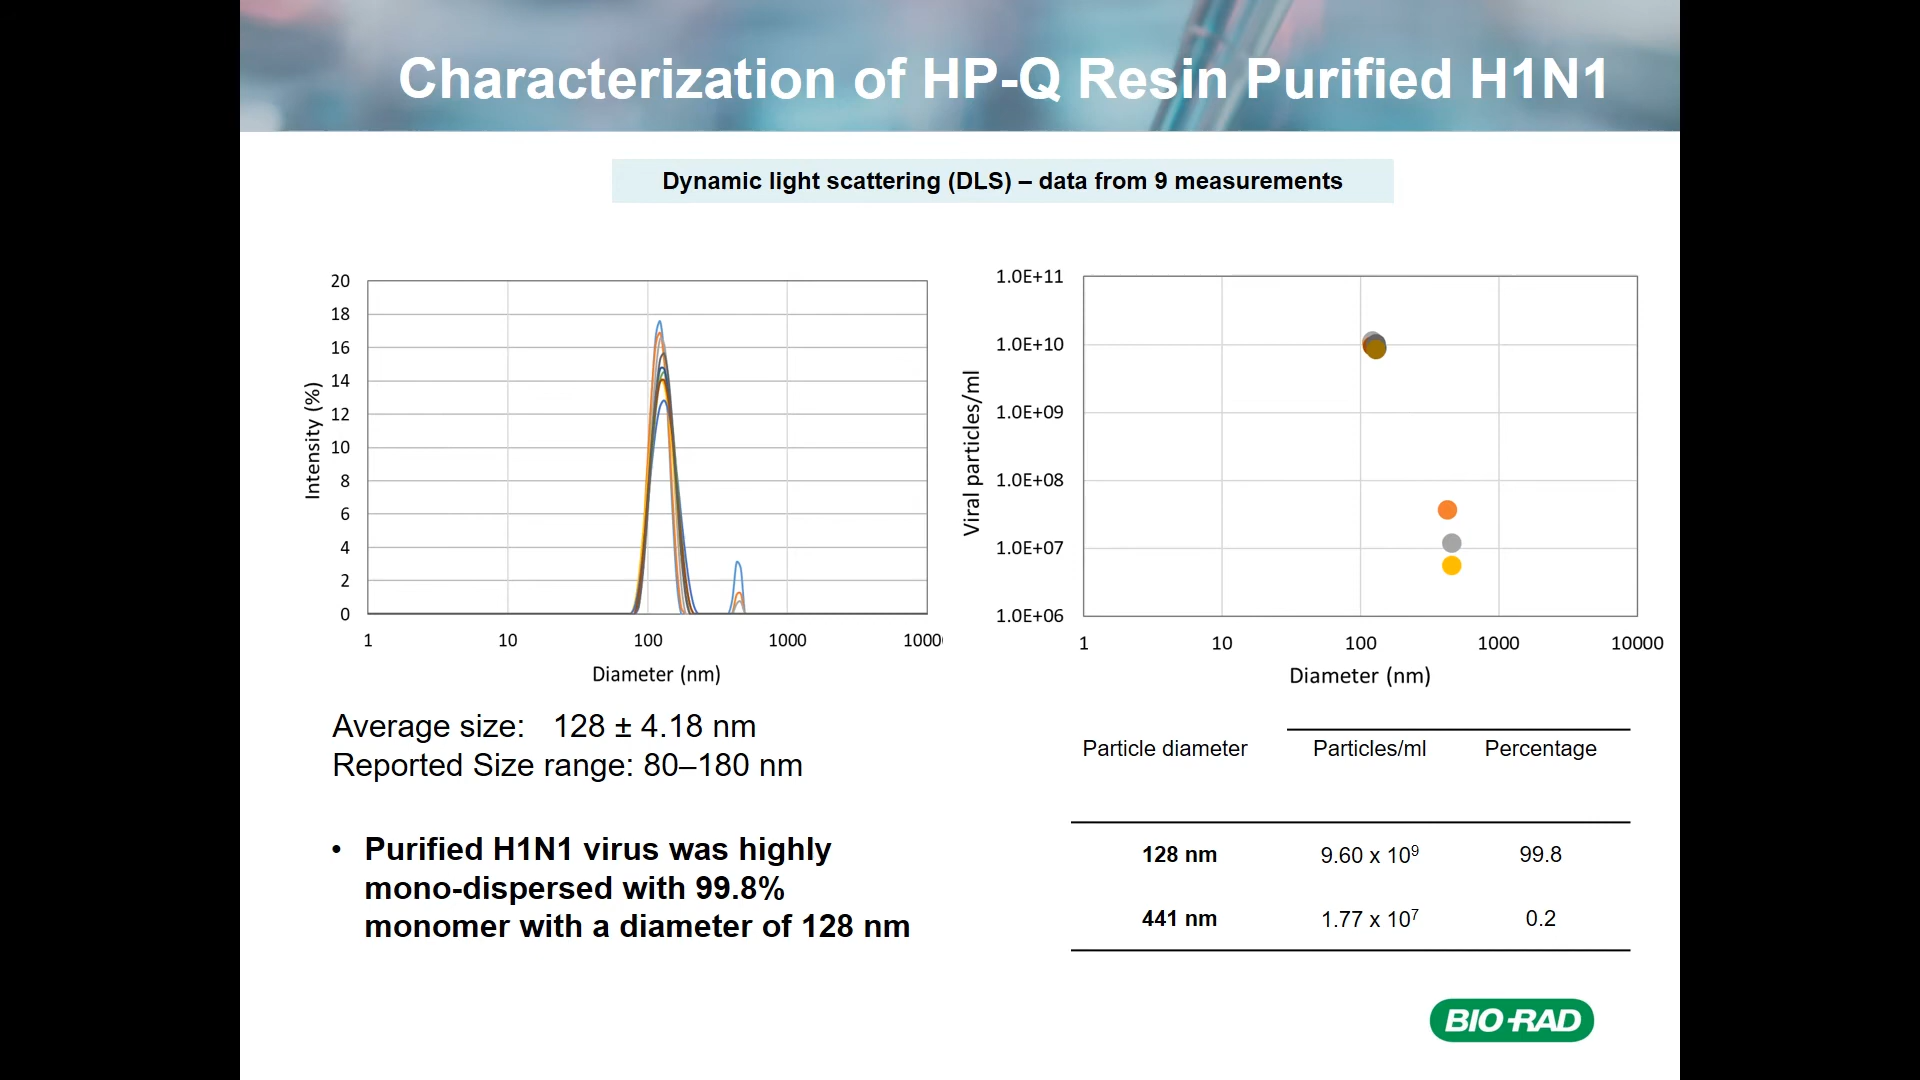 Characterization of HP-Q Resin Purified H1N1
Dynamic light scattering (DLS) – data from 9 measurements
Intensity (%)
20
18
16
14
12
10
8
6
4
2
0
1 10 100 1000 1000
Diameter (nm)
Viral particles/ml
1.0E+11
1.0E+10
1.0E+09
1.0E+08
1.0E+07
1.0E+06
1 10 100 1000 10000
Diameter (nm)
Average size: 128 ± 4.18 nm
Reported Size range: 80–180 nm
• Purified H1N1 virus was highly
mono-dispersed with 99.8%
monomer with a diameter of 128 nm
Particle diameter Particles/ml Percentage
128 nm 9.60 x 10⁹ 99.8
441 nm 1.77 x 10⁷ 0.2
BIO-RAD